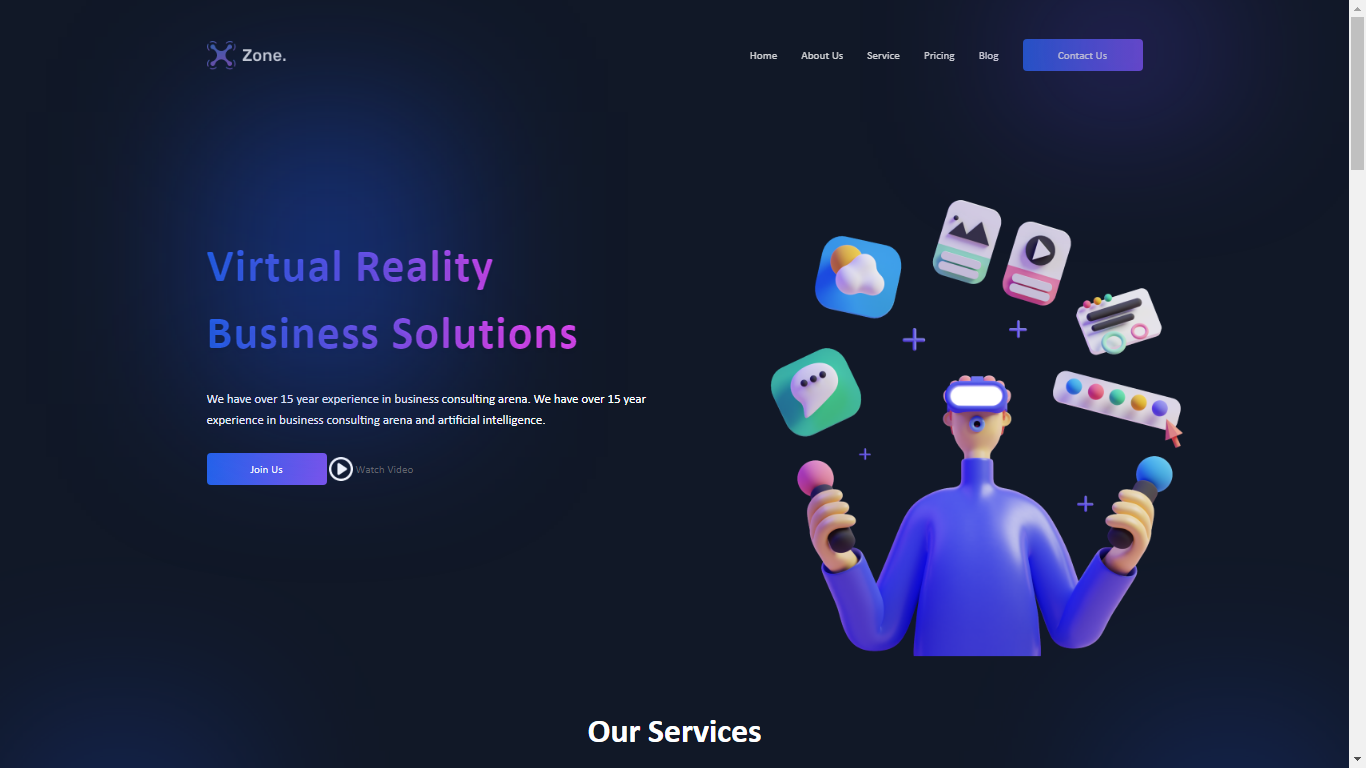 Zone.
Home About Us Service Pricing Blog Contact Us
Virtual Reality
Business Solutions
We have over 15 year experience in business consulting arena. We have over 15 year
experience in business consulting arena and artificial intelligence.
Join Us Watch Video
Our Services